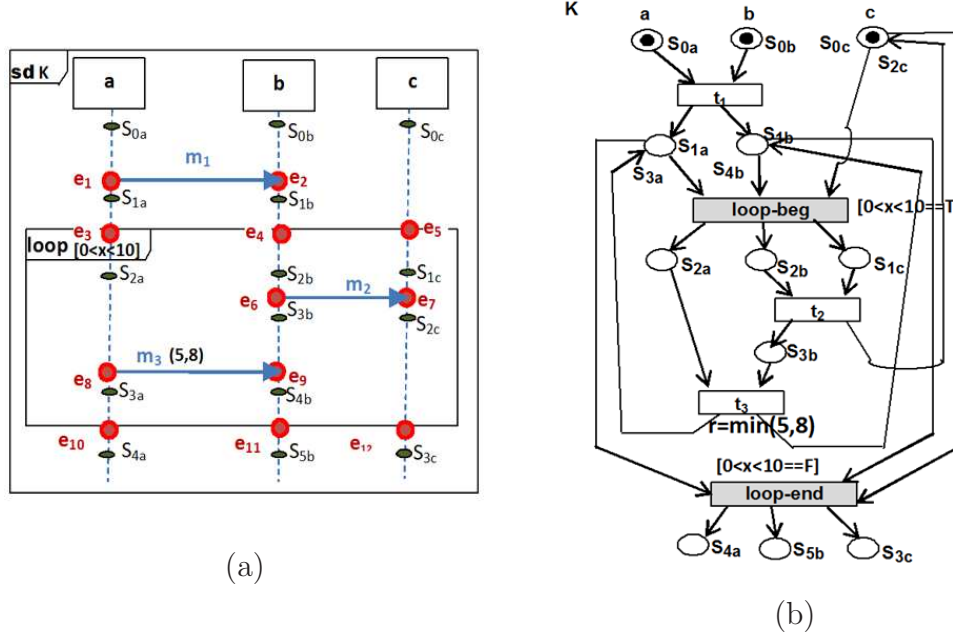 sd K
a
b
c
S0a
S0b
S0c
m1
e1
e2
S1a
S1b
e3
e4
e5
loop [0<x<10]
S2a
S2b
S1c
e6
m2
e7
S3b
S2c
m3 (5,8)
e8
e9
S3a
S4b
e10
e11
e12
S4a
S5b
S3c
(a)
K
a
b
c
S0a
S0b
S0c
S2c
t1
S1a
S1b
S3a
S4b
loop-beg
[0<x<10==T
S2a
S2b
S1c
t2
S3b
t3
r=min(5,8)
[0<x<10==F]
loop-end
S4a
S5b
S3c
(b)